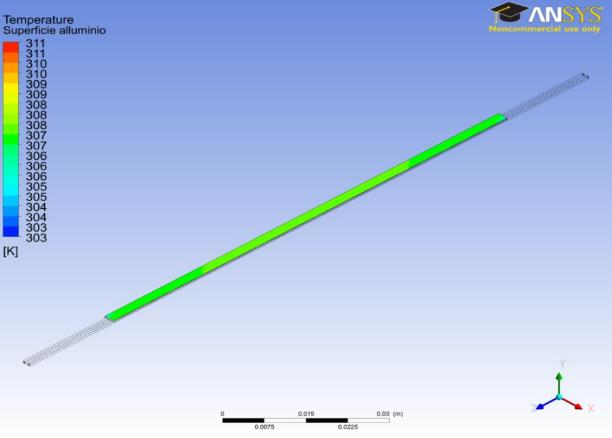 Temperature
Superficie alluminio
311
311
310
310
309
309
308
308
307
307
306
306
306
305
305
304
304
303
303
[K]
ANSYS
Noncommercial use only
0 0.015 0.03 (m)
0.0075 0.0225
Y
Z X